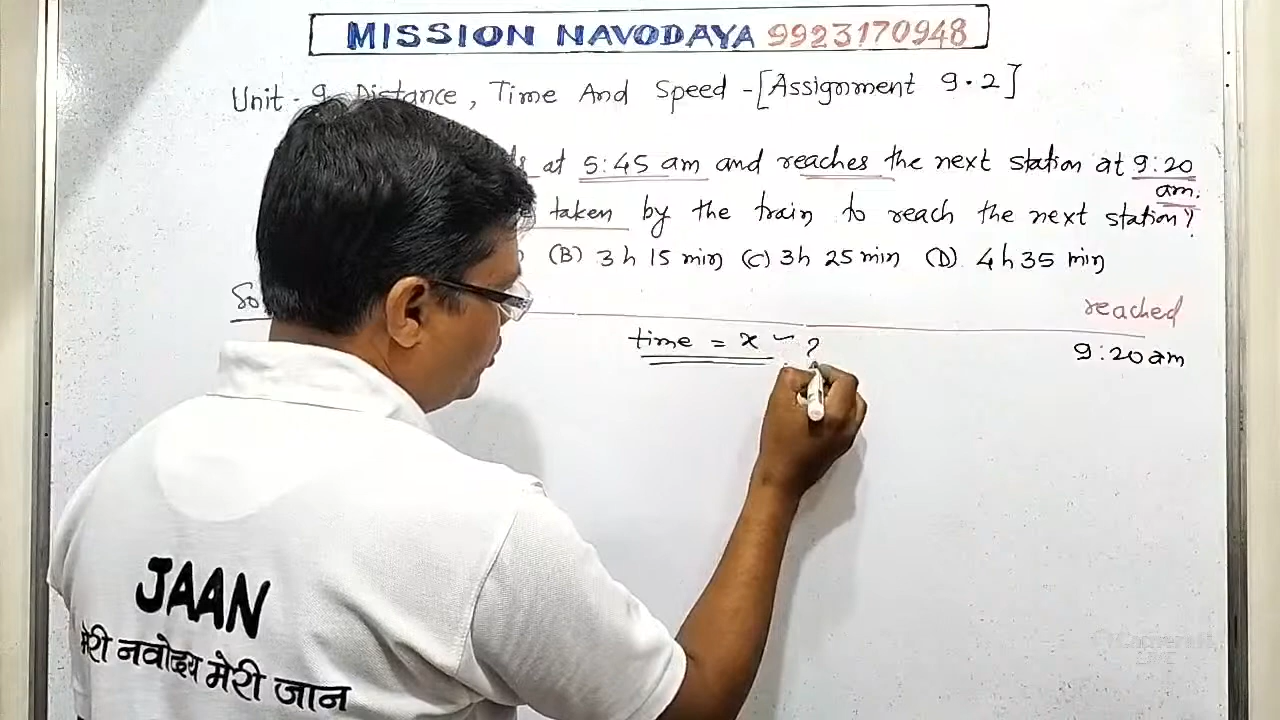 MISSION NAVODAYA 9923170948
Unit - 9 Distance, Time And Speed - [Assignment 9.2]
at 5:45 am and reaches the next station at 9:20
am.
taken by the train to reach the next station?
(B) 3 h 15 min (C) 3h 25 min (D) 4 h 35 min
reached
time = x - ?
9:20 am
JAAN
मेरी नवोदय मेरी जान